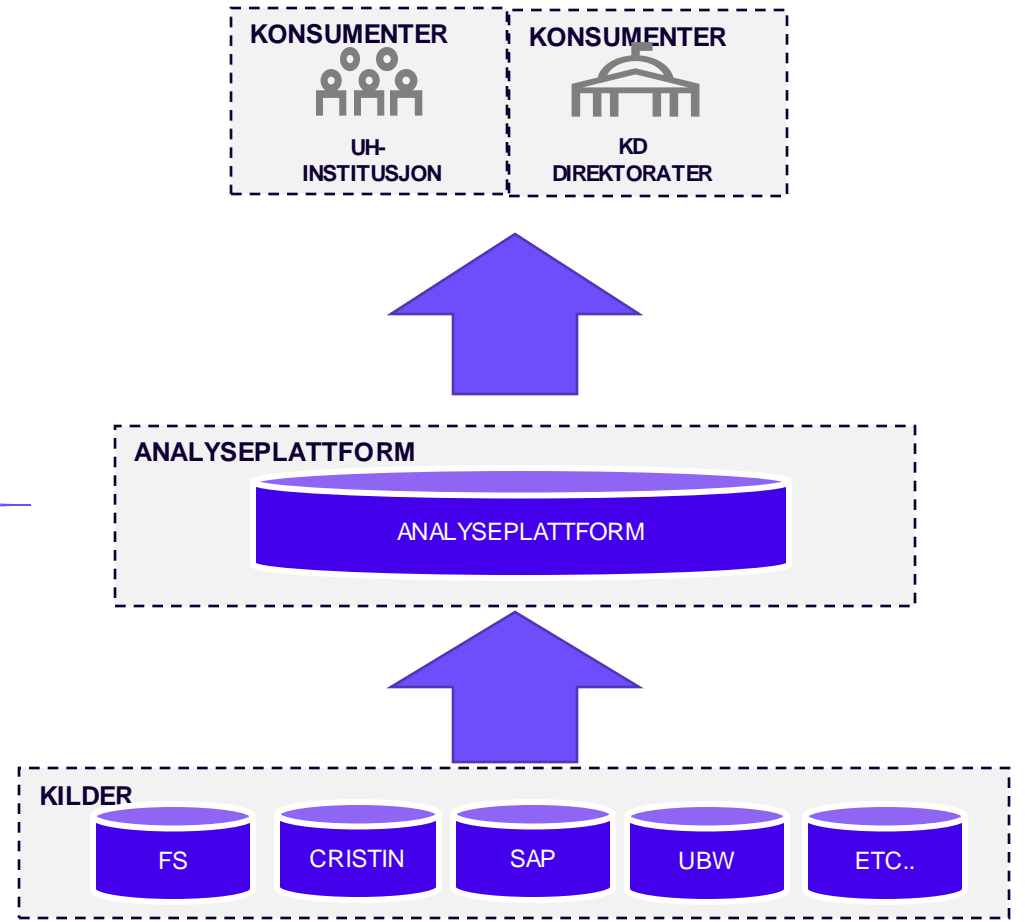 KONSUMENTER
UH-
INSTITUSJON
KONSUMENTER
KD
DIREKTORATER
ANALYSEPLATTFORM
ANALYSEPLATTFORM
KILDER
FS
CRISTIN
SAP
UBW
ETC..